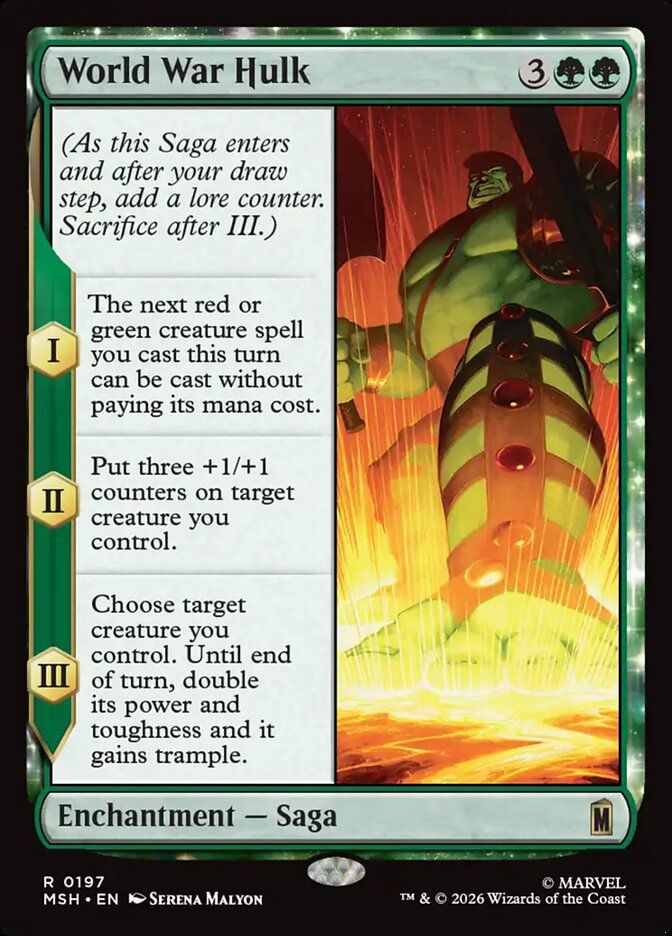 World War Hulk 3
(As this Saga enters
and after your draw
step, add a lore counter.
Sacrifice after III.)
I
The next red or
green creature spell
you cast this turn
can be cast without
paying its mana cost.
II
Put three +1/+1
counters on target
creature you
control.
III
Choose target
creature you
control. Until end
of turn, double
its power and
toughness and it
gains trample.
Enchantment — Saga M
R 0197
MSH • EN Serena Malyon
© MARVEL
™ & © 2026 Wizards of the Coast